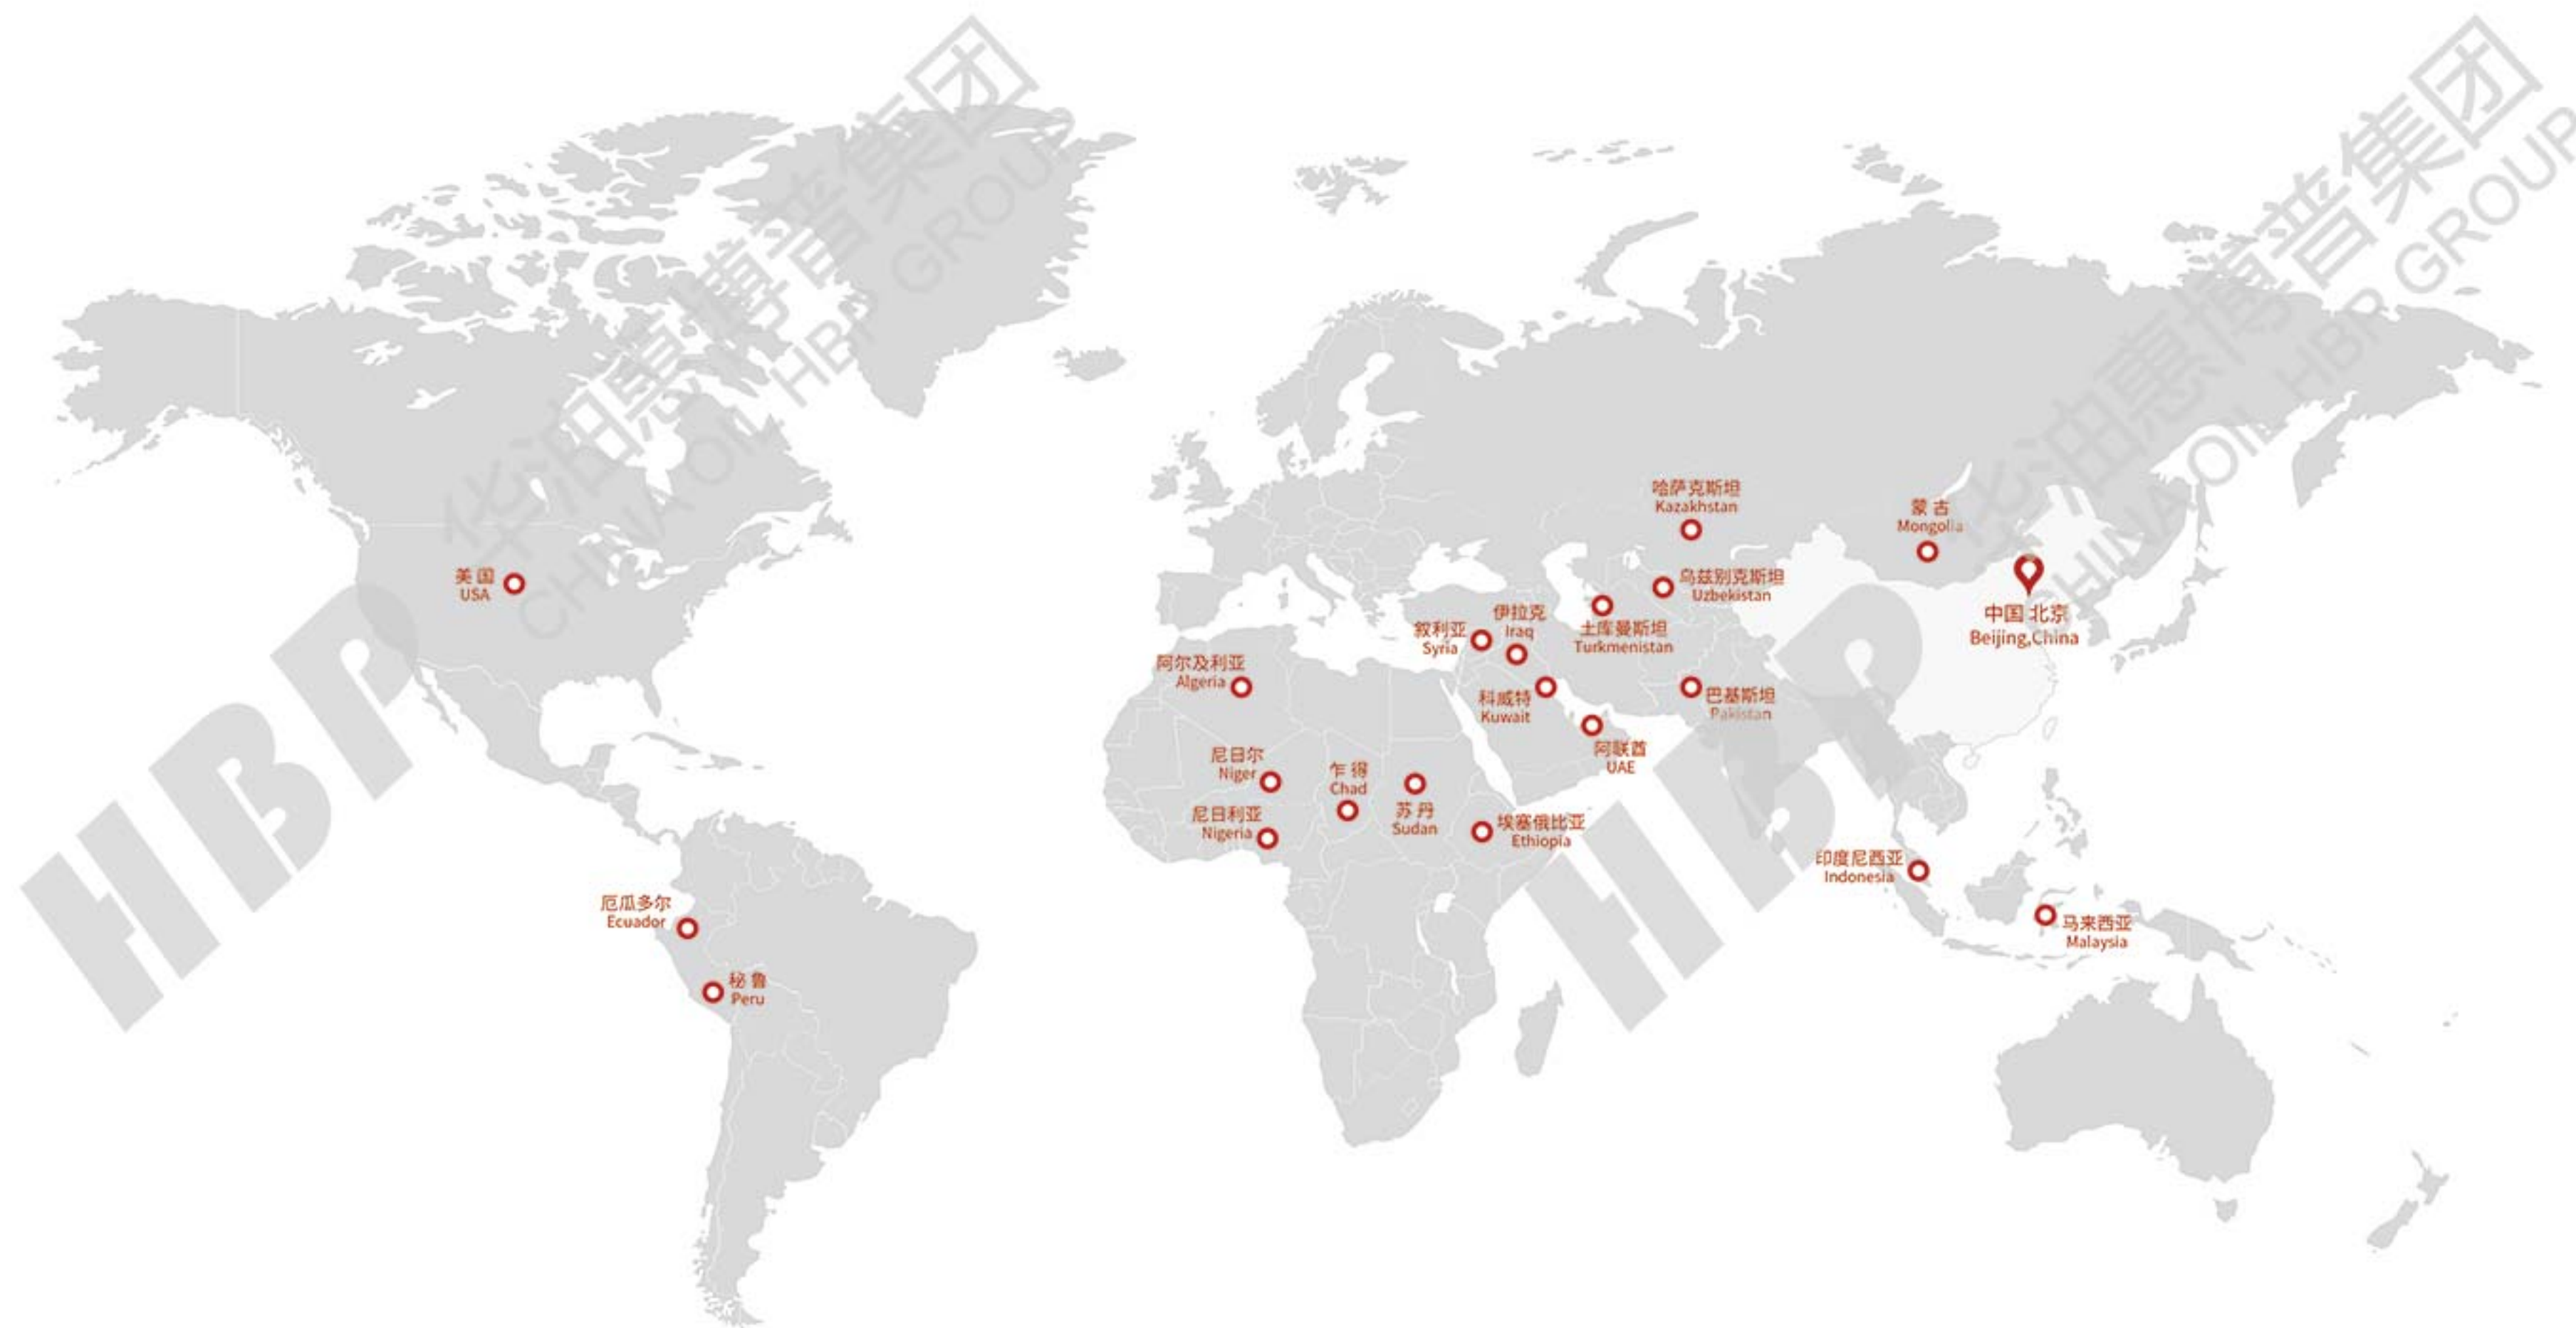 华油惠博普集团
CHINA OIL HBP GROUP
HBP
华油惠博普集团
CHINA OIL HBP GROUP
HBP
哈萨克斯坦
Kazakhstan
蒙 古
Mongolia
美 国
USA
乌兹别克斯坦
Uzbekistan
中国 北京
Beijing,China
伊拉克
Iraq
叙利亚
Syria
土库曼斯坦
Turkmenistan
阿尔及利亚
Algeria
科威特
Kuwait
巴基斯坦
Pakistan
阿联酋
UAE
尼日尔
Niger
乍 得
Chad
苏 丹
Sudan
尼日利亚
Nigeria
埃塞俄比亚
Ethiopia
印度尼西亚
Indonesia
厄瓜多尔
Ecuador
马来西亚
Malaysia
秘 鲁
Peru